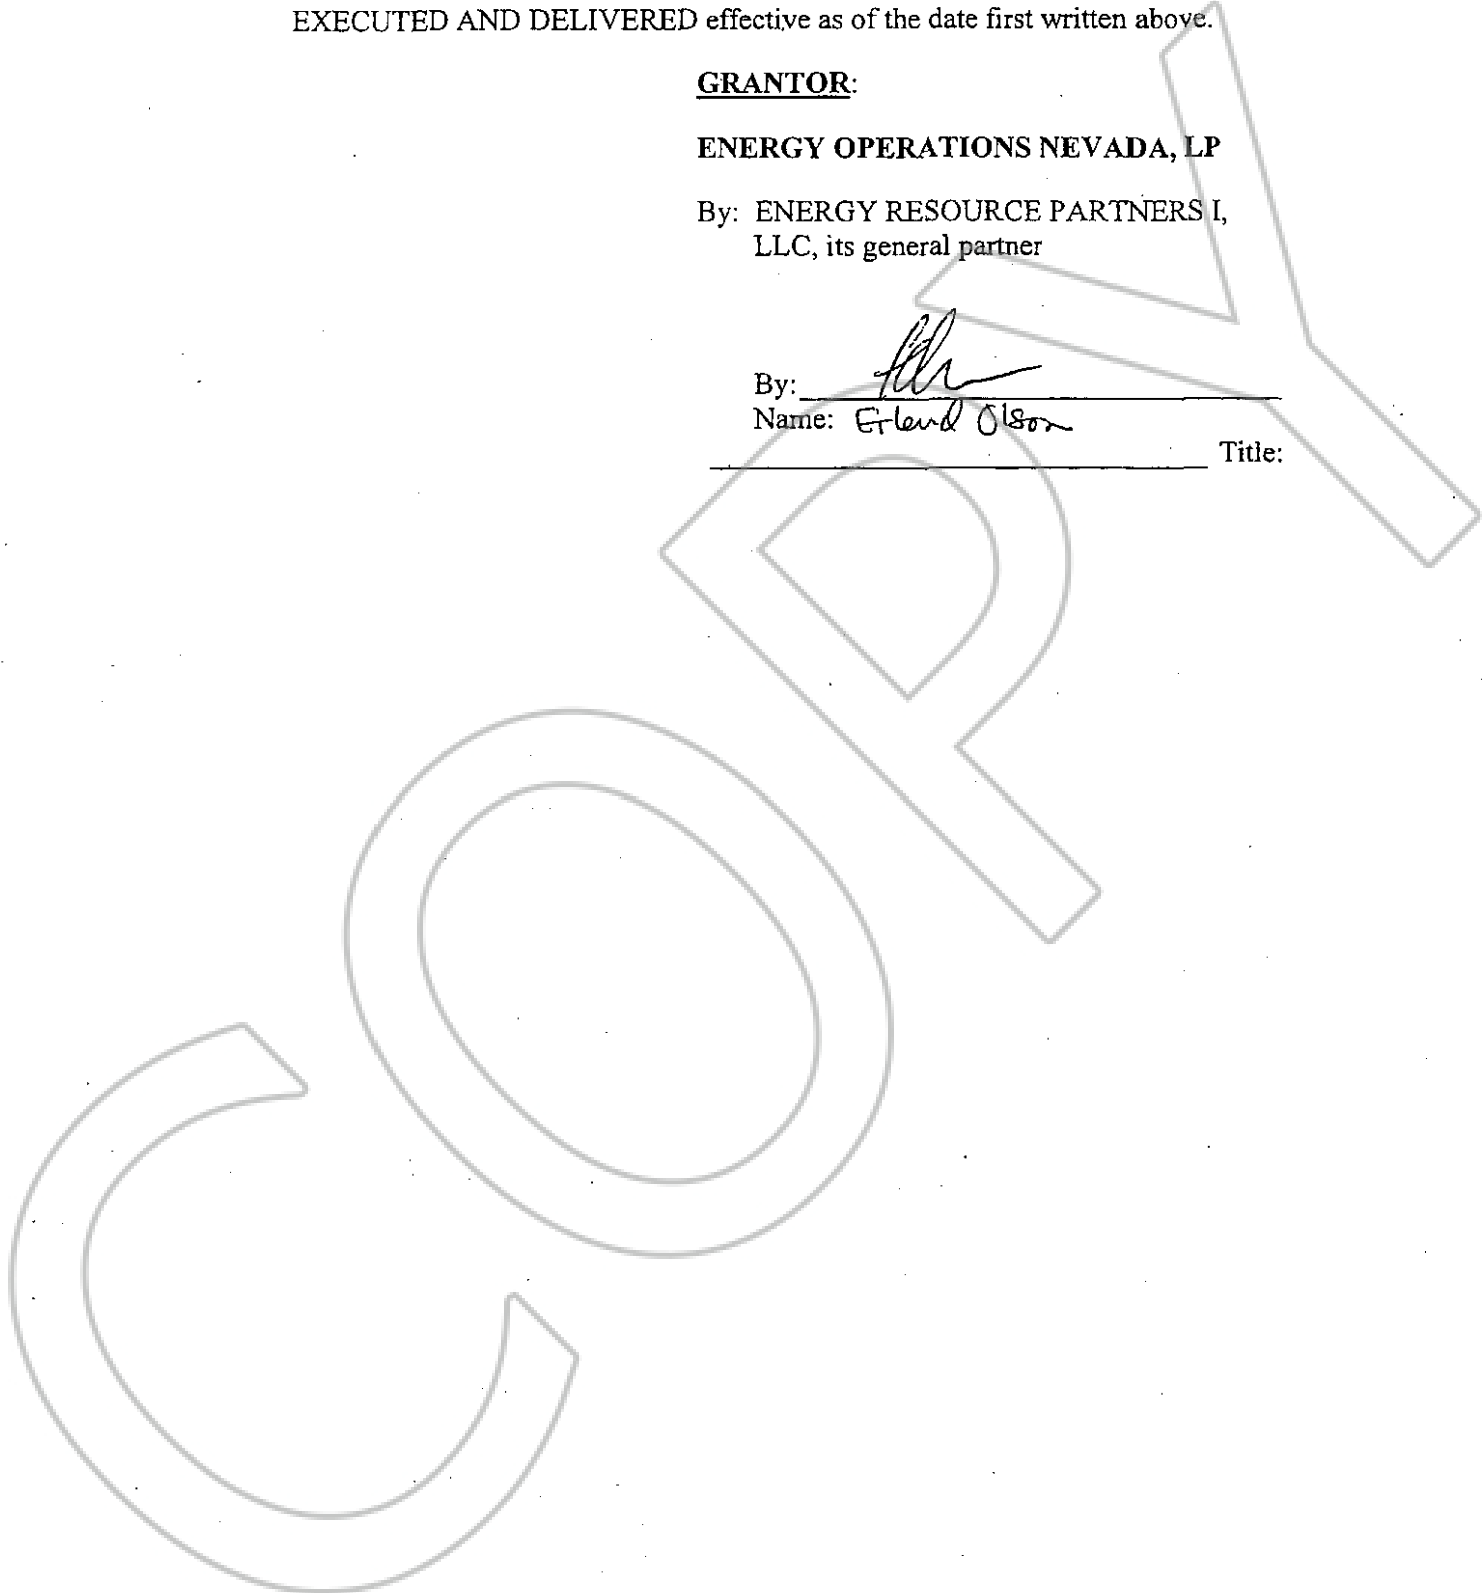 EXECUTED AND DELIVERED effective as of the date first written above.
GRANTOR:
ENERGY OPERATIONS NEVADA, LP
By: ENERGY RESOURCE PARTNERS I,
LLC, its general partner
By:
Name: Erlend Olson
Title:
COPY